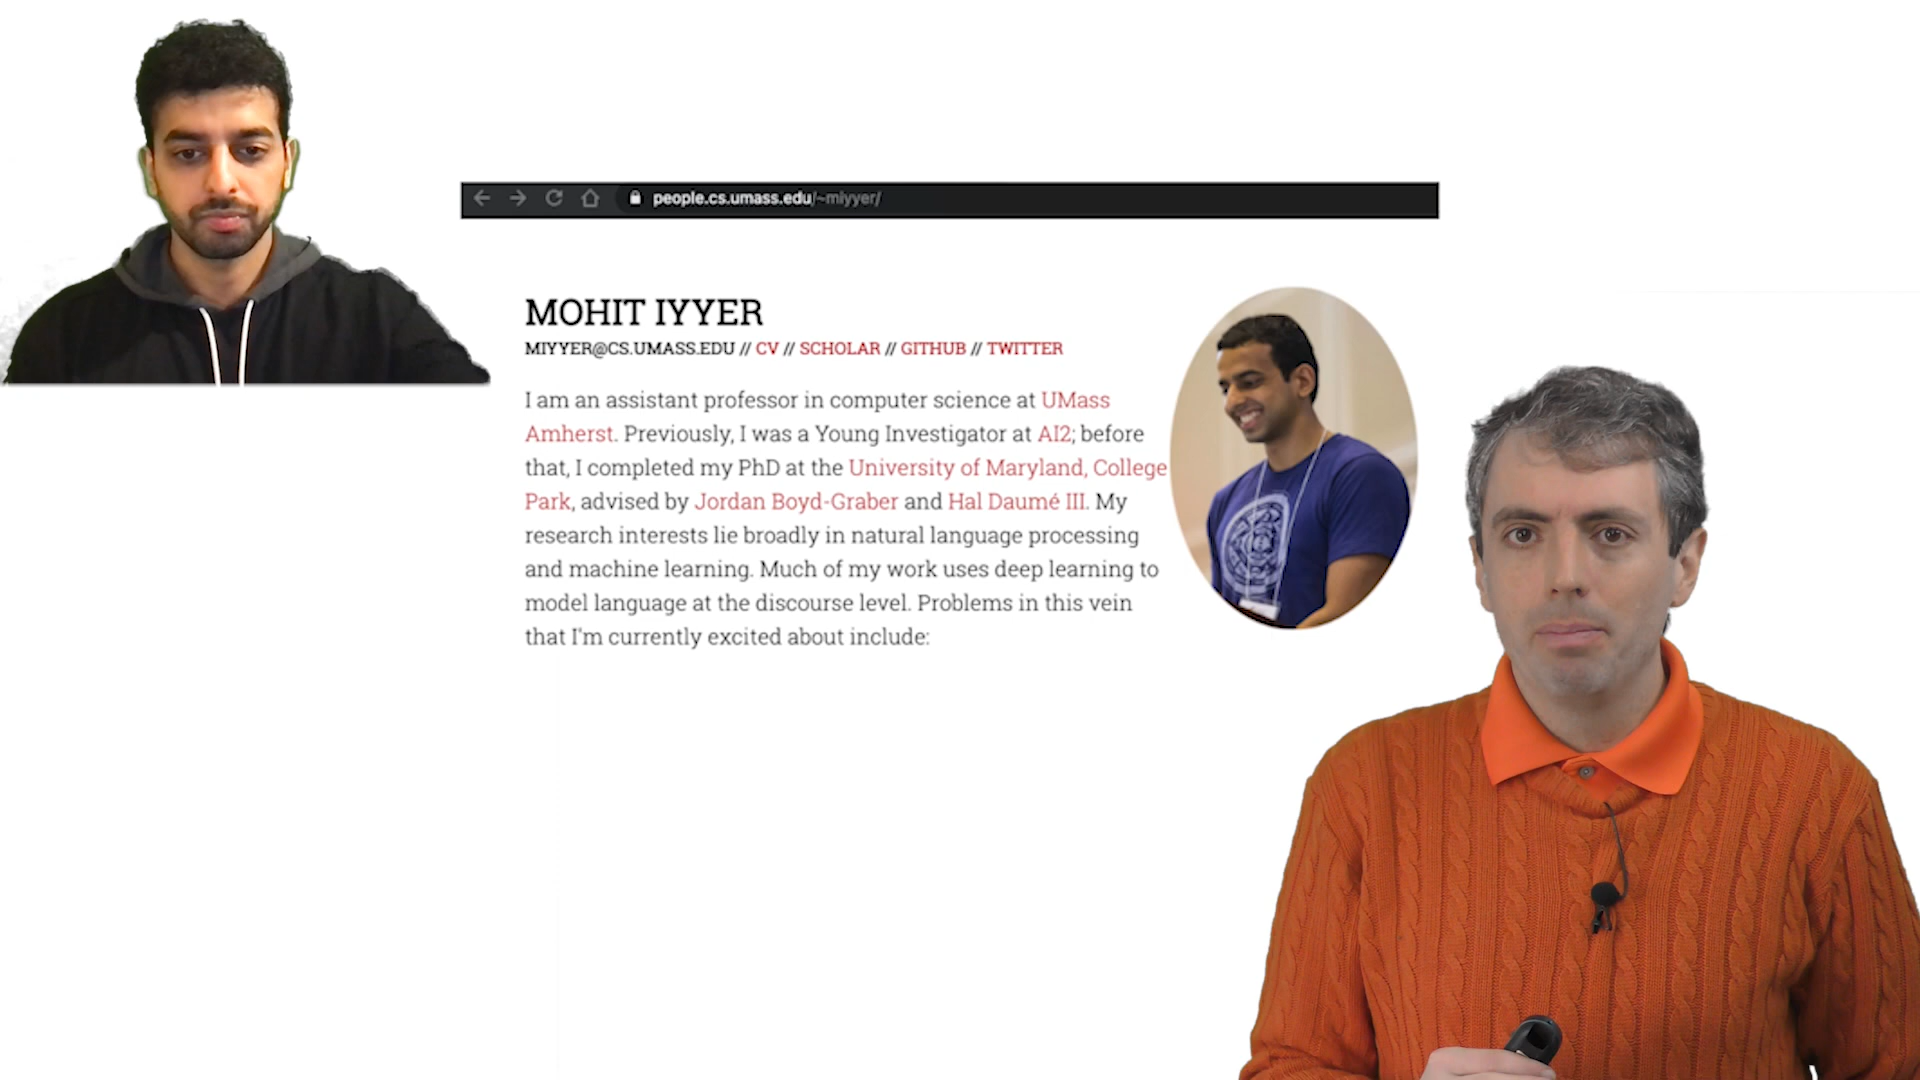 people.cs.umass.edu/~miyyer/
MOHIT IYYER
MIYYER@CS.UMASS.EDU // CV // SCHOLAR // GITHUB // TWITTER
I am an assistant professor in computer science at UMass
Amherst. Previously, I was a Young Investigator at AI2; before
that, I completed my PhD at the University of Maryland, College
Park, advised by Jordan Boyd-Graber and Hal Daumé III. My
research interests lie broadly in natural language processing
and machine learning. Much of my work uses deep learning to
model language at the discourse level. Problems in this vein
that I'm currently excited about include: